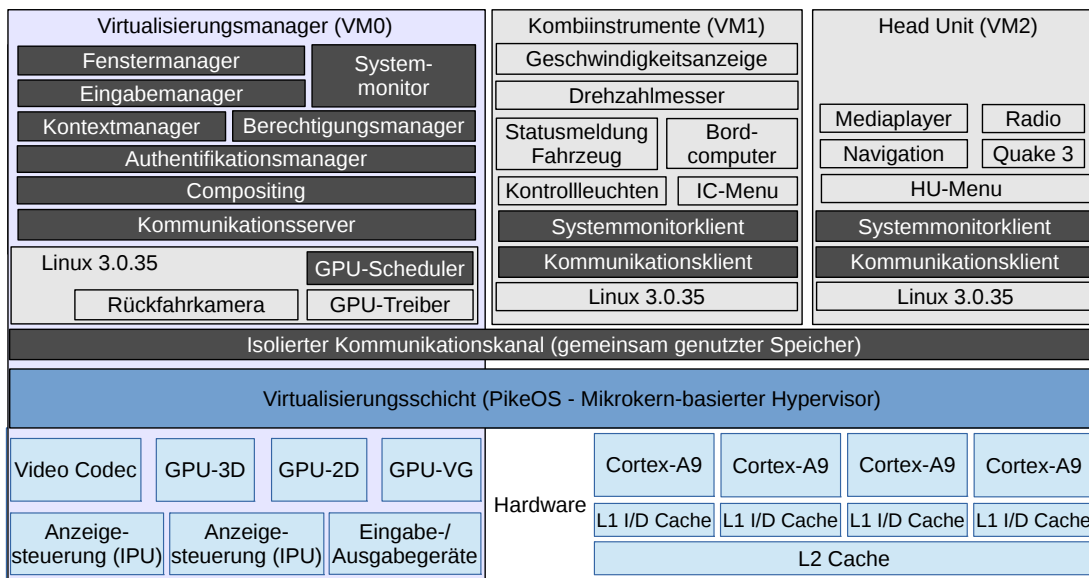 Virtualisierungsmanager (VM0)
Fenstermanager
System-
monitor
Eingabemanager
Kontextmanager
Berechtigungsmanager
Authentifikationsmanager
Compositing
Kommunikationsserver
Linux 3.0.35
GPU-Scheduler
Rückfahrkamera
GPU-Treiber
Kombiinstrumente (VM1)
Geschwindigkeitsanzeige
Drehzahlmesser
Statusmeldung
Fahrzeug
Bord-
computer
Kontrollleuchten
IC-Menu
Systemmonitorklient
Kommunikationsklient
Linux 3.0.35
Head Unit (VM2)
Mediaplayer
Radio
Navigation
Quake 3
HU-Menu
Systemmonitorklient
Kommunikationsklient
Linux 3.0.35
Isolierter Kommunikationskanal (gemeinsam genutzter Speicher)
Virtualisierungsschicht (PikeOS - Mikrokern-basierter Hypervisor)
Video Codec
GPU-3D
GPU-2D
GPU-VG
Anzeige-
steuerung (IPU)
Anzeige-
steuerung (IPU)
Eingabe-/
Ausgabegeräte
Hardware
Cortex-A9
Cortex-A9
Cortex-A9
Cortex-A9
L1 I/D Cache
L1 I/D Cache
L1 I/D Cache
L1 I/D Cache
L2 Cache